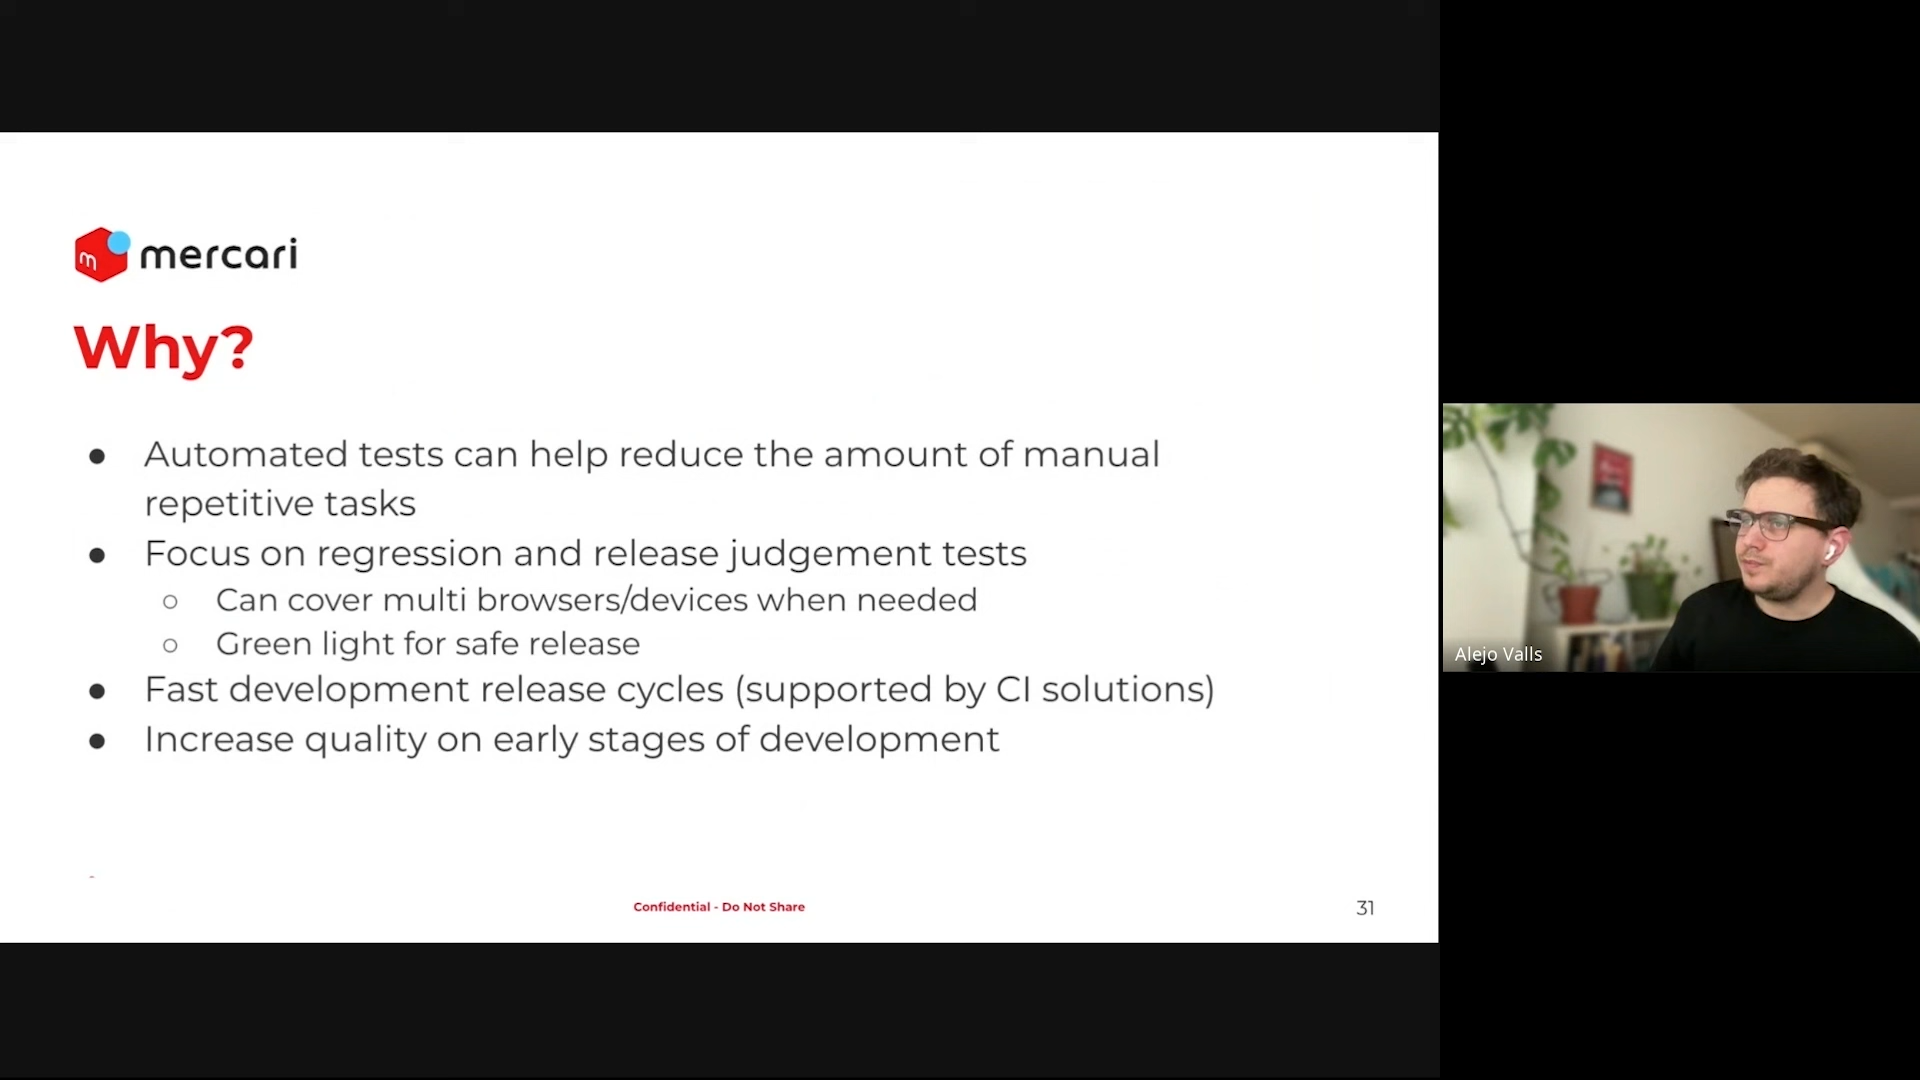 mercari
Why?
● Automated tests can help reduce the amount of manual
repetitive tasks
● Focus on regression and release judgement tests
○ Can cover multi browsers/devices when needed
○ Green light for safe release
● Fast development release cycles (supported by CI solutions)
● Increase quality on early stages of development
Confidential - Do Not Share
31
Alejo Valls